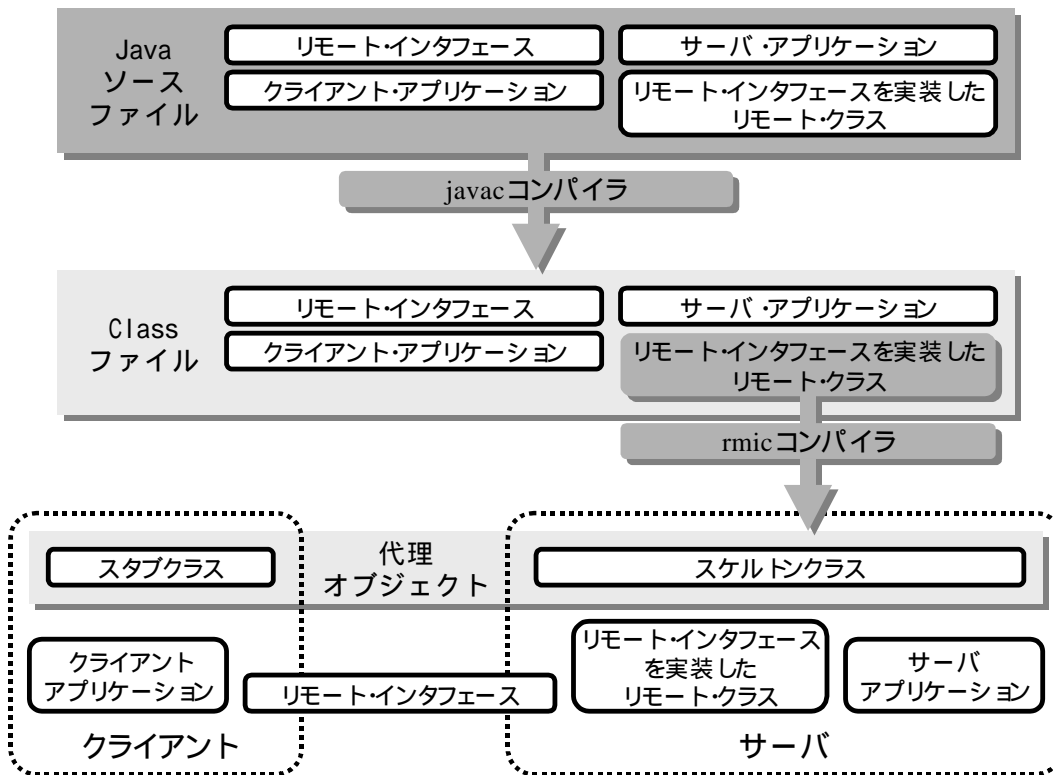 Java
ソース
ファイル
リモート・インタフェース
サーバ・アプリケーション
クライアント・アプリケーション
リモート・インタフェースを実装した
リモート・クラス
javacコンパイラ
Class
ファイル
リモート・インタフェース
サーバ・アプリケーション
クライアント・アプリケーション
リモート・インタフェースを実装した
リモート・クラス
rmicコンパイラ
スタブクラス
代理
オブジェクト
スケルトンクラス
クライアント
アプリケーション
リモート・インタフェース
リモート・インタフェース
を実装した
リモート・クラス
サーバ
アプリケーション
クライアント
サーバ